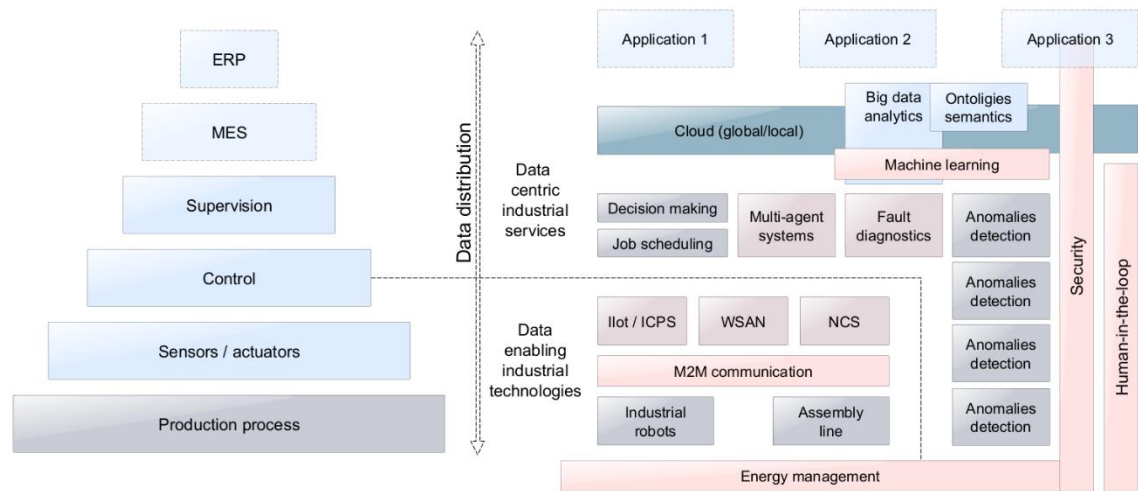 ERP
MES
Supervision
Control
Sensors / actuators
Production process
Data distribution
Data
centric
industrial
services
Data
enabling
industrial
technologies
Application 1
Application 2
Application 3
Cloud (global/local)
Big data
analytics
Ontoligies
semantics
Machine learning
Decision making
Job scheduling
Multi-agent
systems
Fault
diagnostics
Anomalies
detection
Anomalies
detection
Anomalies
detection
Anomalies
detection
IIot / ICPS
WSAN
NCS
M2M communication
Industrial
robots
Assembly
line
Energy management
Security
Human-in-the-loop